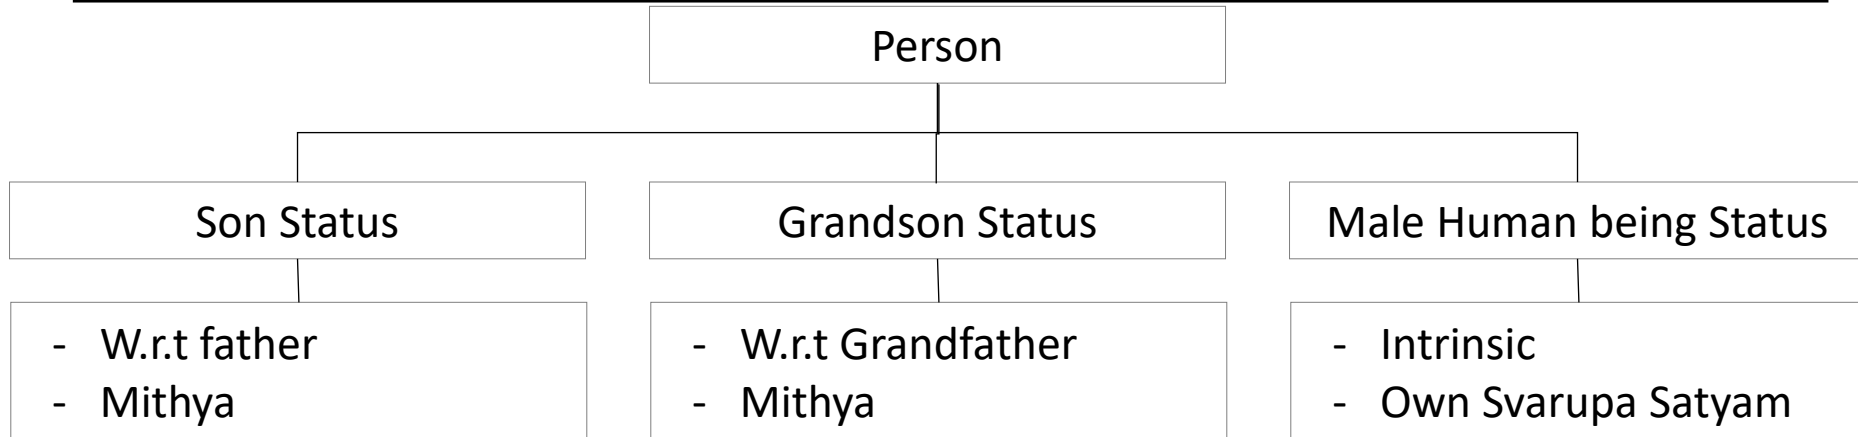 Person
Son Status
Grandson Status
Male Human being Status
- W.r.t father
- Mithya
- W.r.t Grandfather
- Mithya
- Intrinsic
- Own Svarupa Satyam